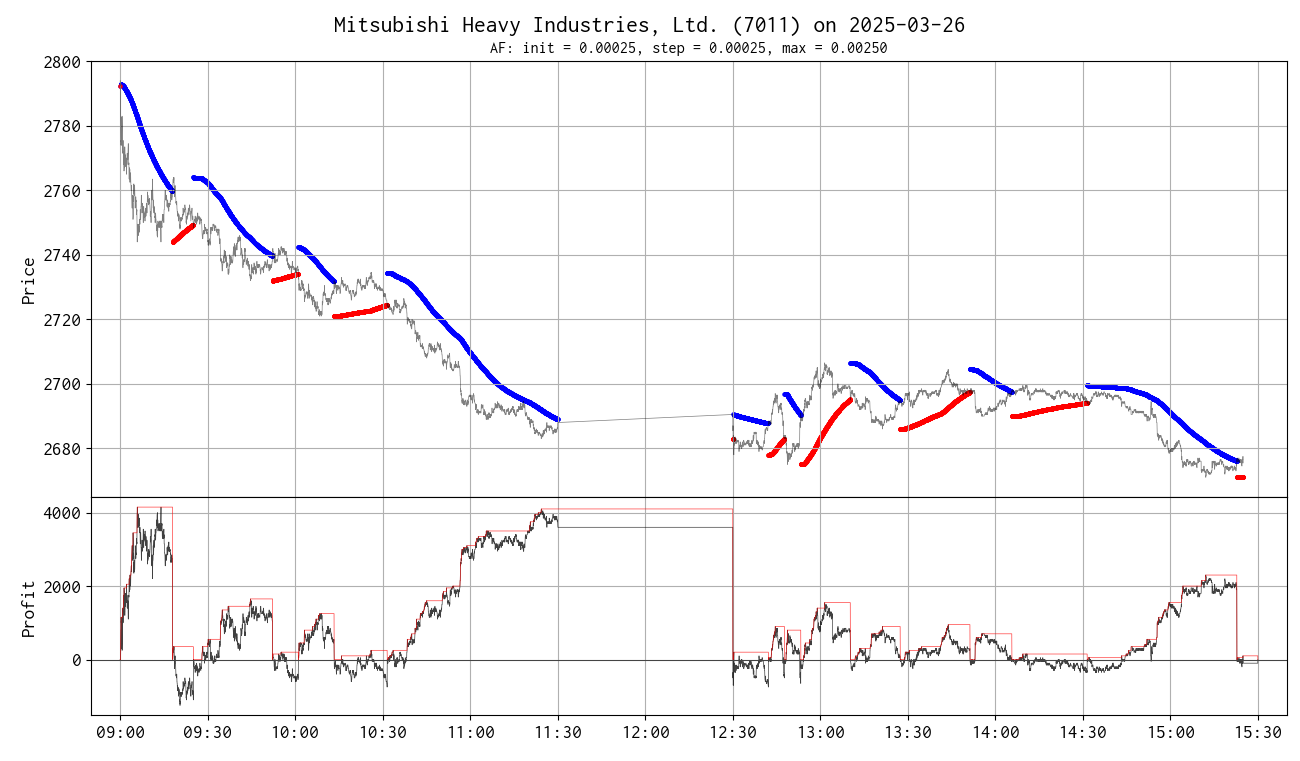 Mitsubishi Heavy Industries, Ltd. (7011) on 2025-03-26
AF: init = 0.00025, step = 0.00025, max = 0.00250
2800
2780
2760
2740
2720
2700
2680
Price
4000
2000
0
Profit
09:00 09:30 10:00 10:30 11:00 11:30 12:00 12:30 13:00 13:30 14:00 14:30 15:00 15:30